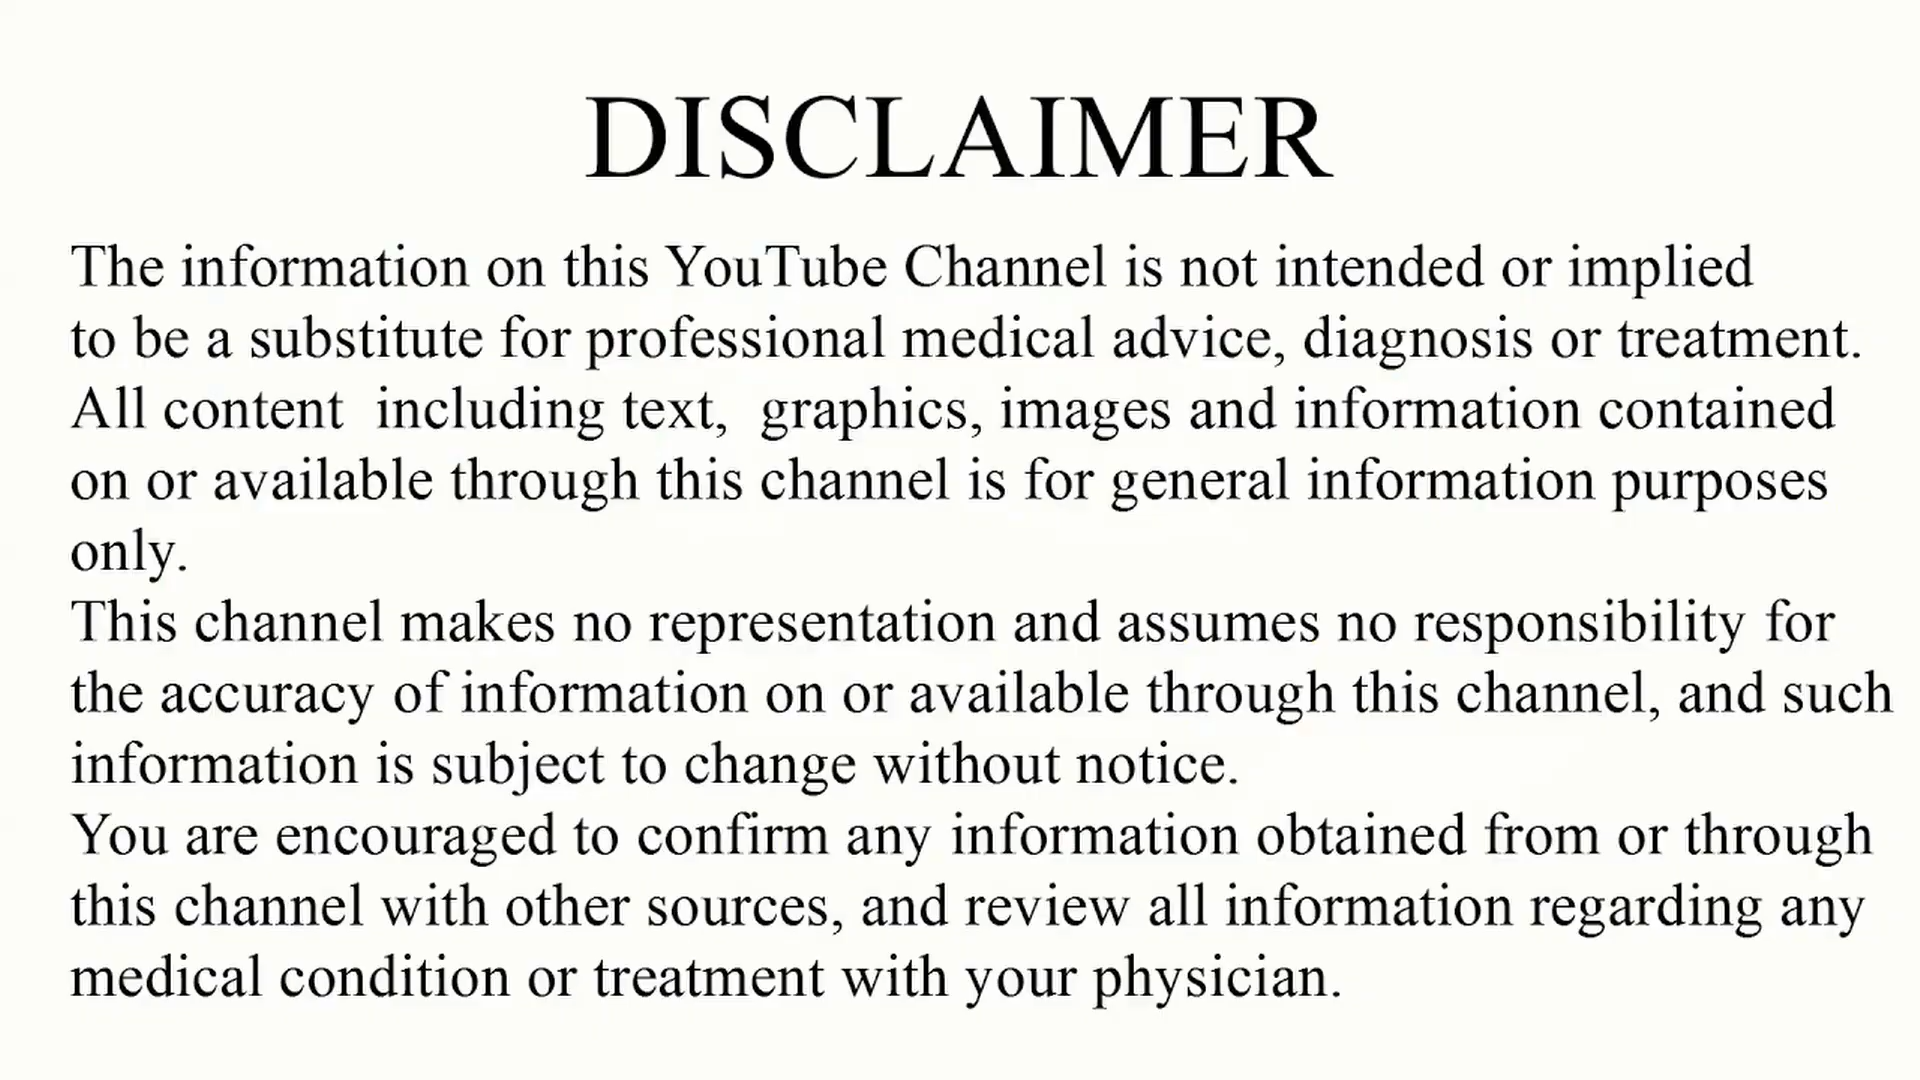 DISCLAIMER
The information on this YouTube Channel is not intended or implied
to be a substitute for professional medical advice, diagnosis or treatment.
All content  including text,  graphics, images and information contained
on or available through this channel is for general information purposes
only.
This channel makes no representation and assumes no responsibility for
the accuracy of information on or available through this channel, and such
information is subject to change without notice.
You are encouraged to confirm any information obtained from or through
this channel with other sources, and review all information regarding any
medical condition or treatment with your physician.